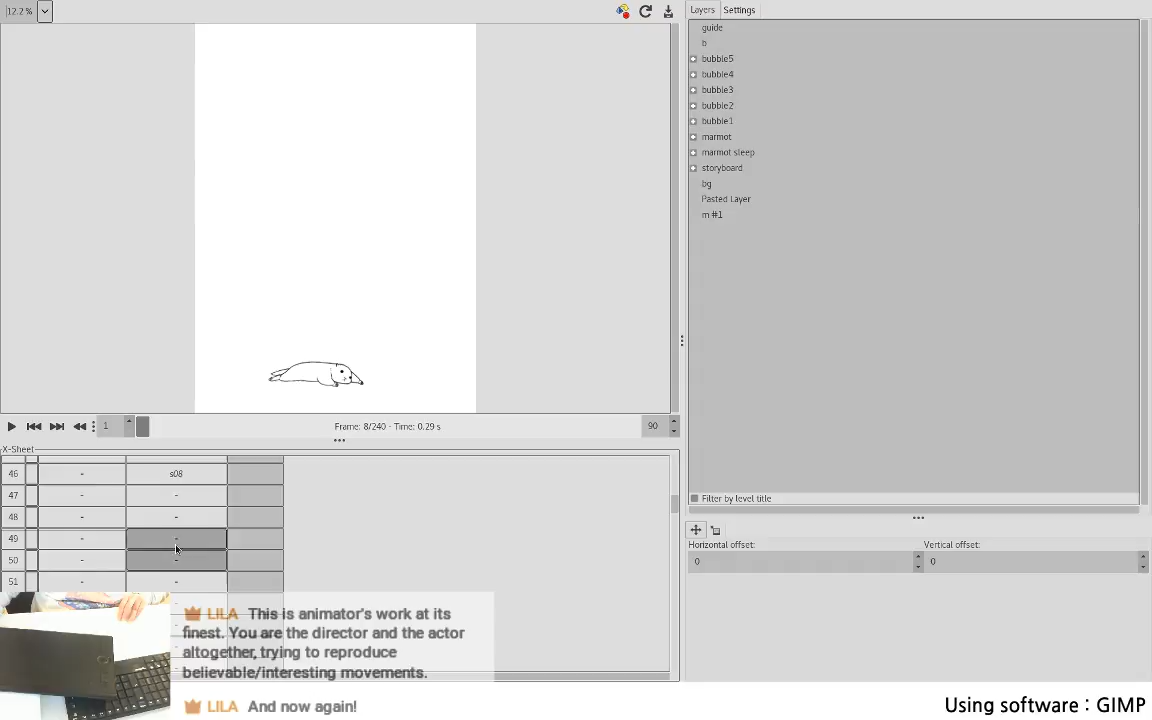 12.2 %
Layers Settings
guide
b
bubble5
bubble4
bubble3
bubble2
bubble1
marmot
marmot sleep
storyboard
bg
Pasted Layer
m #1
Filter by level title
1
Frame: 8/240 - Time: 0.29 s
90
X-Sheet
46 - s08
47 - -
48 - -
49 - -
50 - -
51 - -
Horizontal offset: Vertical offset:
0 0
LILA This is animator's work at its
finest. You are the director and the actor
altogether, trying to reproduce
believable/interesting movements.
LILA And now again!
Using software : GIMP